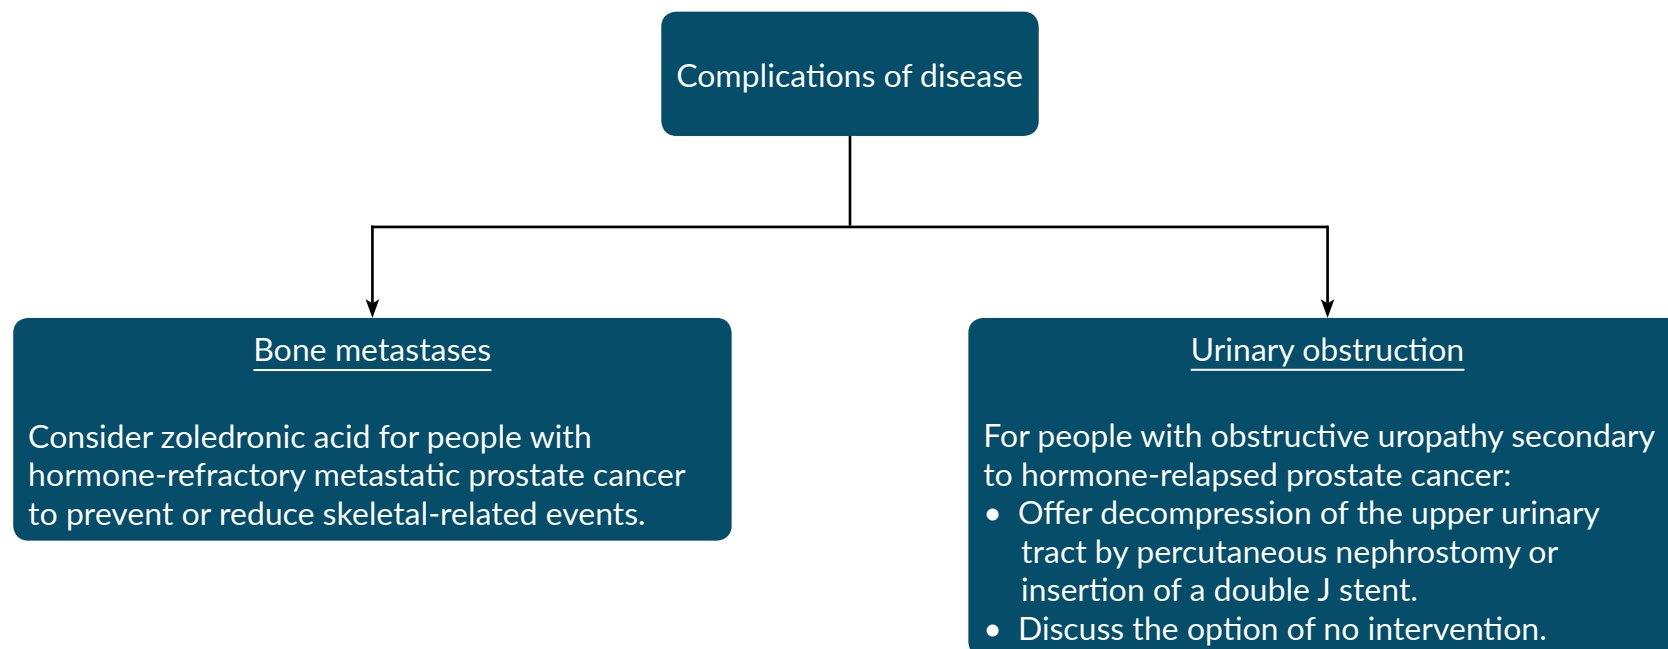 Complications of disease
Bone metastases
Consider zoledronic acid for people with
hormone-refractory metastatic prostate cancer
to prevent or reduce skeletal-related events.
Urinary obstruction
For people with obstructive uropathy secondary
to hormone-relapsed prostate cancer:
• Offer decompression of the upper urinary
tract by percutaneous nephrostomy or
insertion of a double J stent.
• Discuss the option of no intervention.